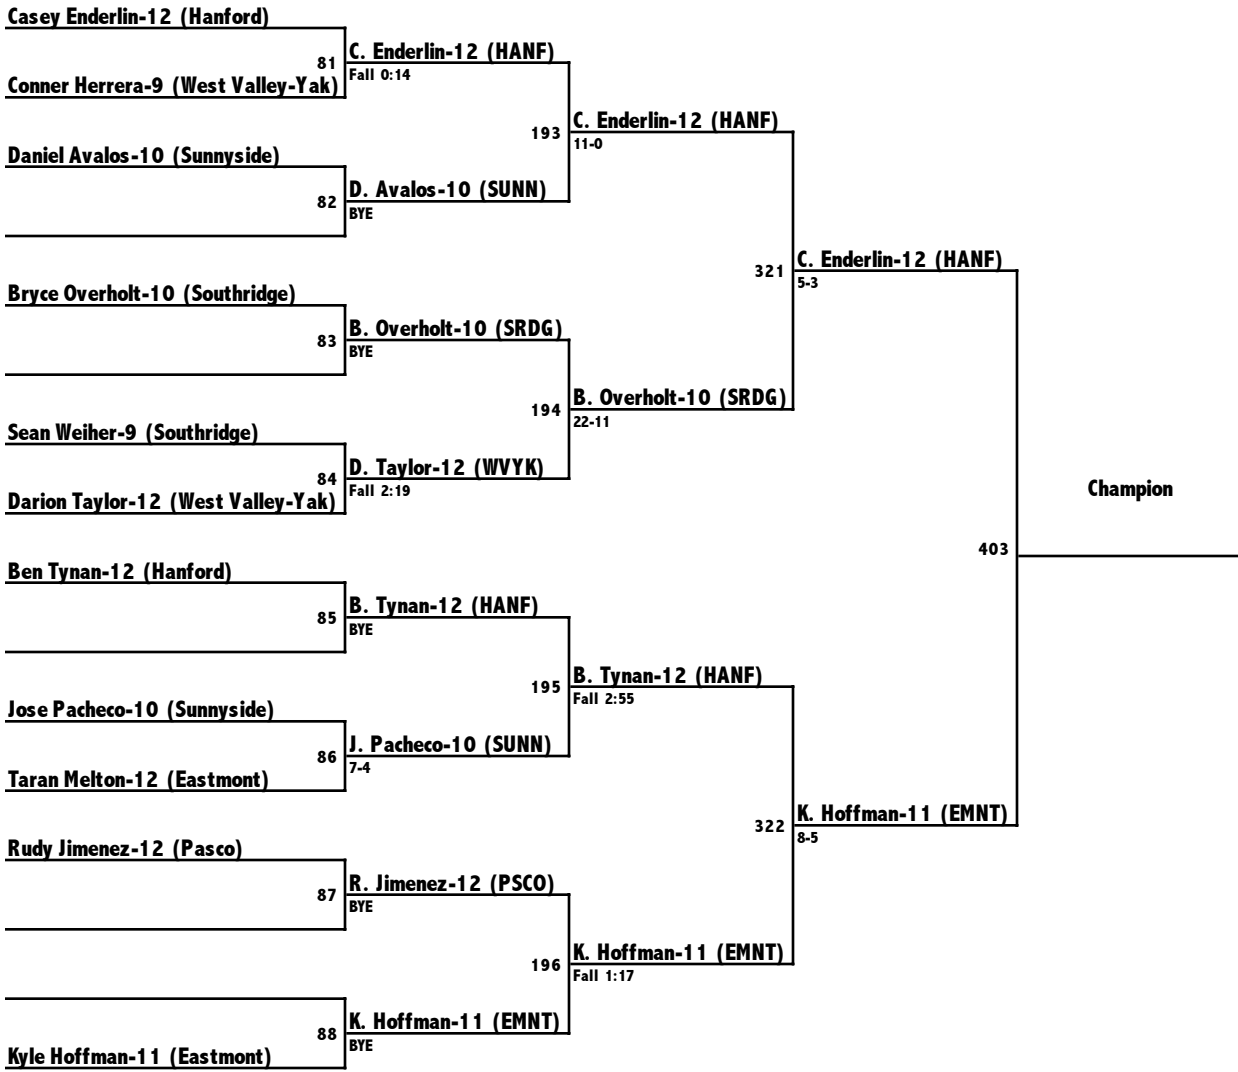 Casey Enderlin-12 (Hanford)
81
C. Enderlin-12 (HANF)
Fall 0:14
Conner Herrera-9 (West Valley-Yak)
193
C. Enderlin-12 (HANF)
11-0
Daniel Avalos-10 (Sunnyside)
82
D. Avalos-10 (SUNN)
BYE
321
C. Enderlin-12 (HANF)
5-3
Bryce Overholt-10 (Southridge)
83
B. Overholt-10 (SRDG)
BYE
194
B. Overholt-10 (SRDG)
22-11
Sean Weiher-9 (Southridge)
84
D. Taylor-12 (WVYK)
Fall 2:19
Darion Taylor-12 (West Valley-Yak)
Champion
403
Ben Tynan-12 (Hanford)
85
B. Tynan-12 (HANF)
BYE
195
B. Tynan-12 (HANF)
Fall 2:55
Jose Pacheco-10 (Sunnyside)
86
J. Pacheco-10 (SUNN)
7-4
Taran Melton-12 (Eastmont)
322
K. Hoffman-11 (EMNT)
8-5
Rudy Jimenez-12 (Pasco)
87
R. Jimenez-12 (PSCO)
BYE
196
K. Hoffman-11 (EMNT)
Fall 1:17
88
K. Hoffman-11 (EMNT)
BYE
Kyle Hoffman-11 (Eastmont)